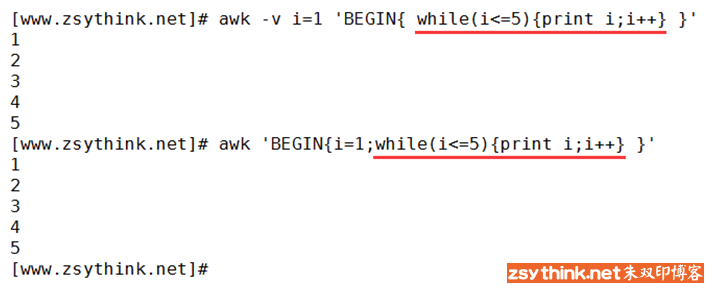 [www.zsythink.net]# awk -v i=1 'BEGIN{ while(i<=5){print i;i++} }'
1
2
3
4
5
[www.zsythink.net]# awk 'BEGIN{i=1;while(i<=5){print i;i++} }'
1
2
3
4
5
[www.zsythink.net]#
zsythink.net朱双印博客